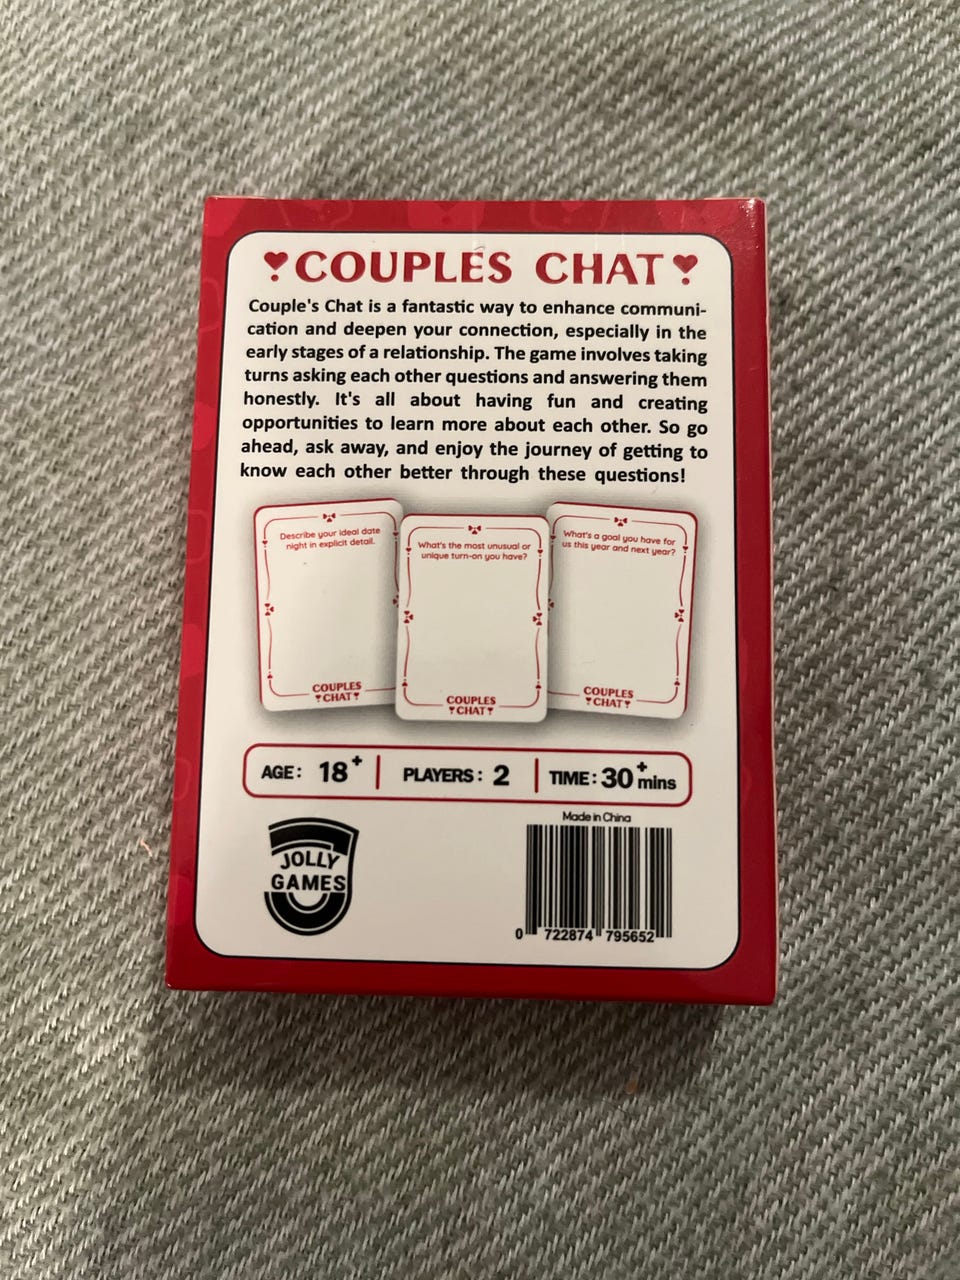 COUPLES CHAT
Couple's Chat is a fantastic way to enhance communi-
cation and deepen your connection, especially in the
early stages of a relationship. The game involves taking
turns asking each other questions and answering them
honestly. It's all about having fun and creating
opportunities to learn more about each other. So go
ahead, ask away, and enjoy the journey of getting to
know each other better through these questions!
Describe your ideal date
night in explicit detail.
COUPLES
CHAT
What's the most unusual or
unique turn-on you have?
COUPLES
CHAT
What's a goal you have for
us this year and next year?
COUPLES
CHAT
AGE: 18+ | PLAYERS: 2 | TIME: 30+ mins
JOLLY
GAMES
Made in China
0 722874 795652